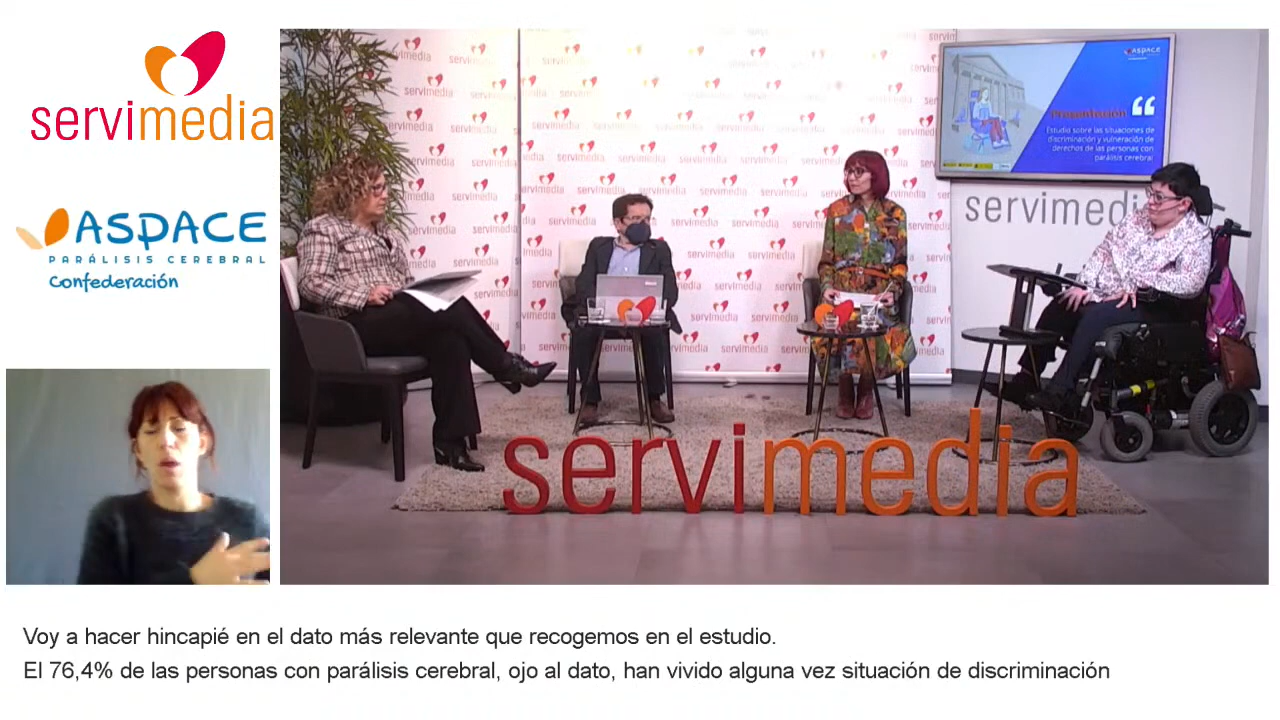 servimedia
ASPACE
PARÁLISIS CEREBRAL
Confederación
ASPACE
Presentación
Estudio sobre las situaciones de
discriminación y vulneración de
derechos de las personas con
parálisis cerebral
servimedia
servimedia
Voy a hacer hincapié en el dato más relevante que recogemos en el estudio.
El 76,4% de las personas con parálisis cerebral, ojo al dato, han vivido alguna vez situación de discriminación